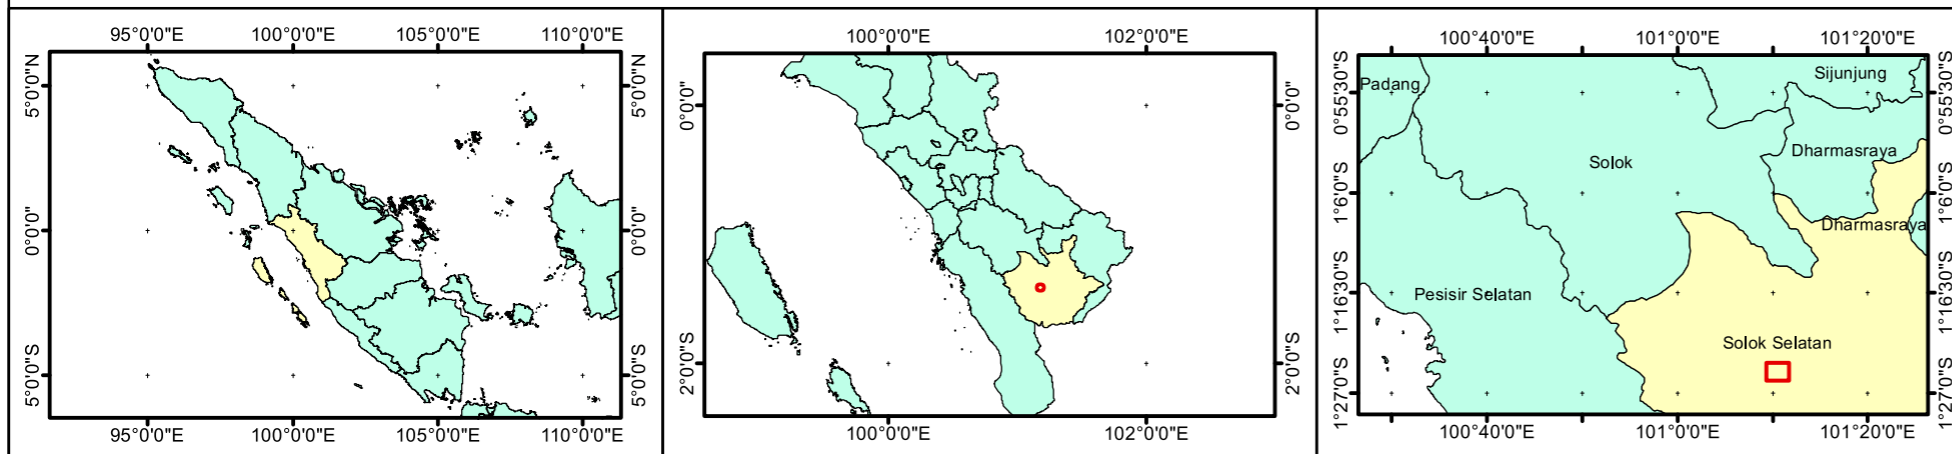 95°0'0"E 100°0'0"E 105°0'0"E 110°0'0"E
5°0'0"N 5°0'0"N
0°0'0" 0°0'0"
5°0'0"S 5°0'0"S
95°0'0"E 100°0'0"E 105°0'0"E 110°0'0"E
100°0'0"E 102°0'0"E
0°0'0" 0°0'0"
2°0'0"S 2°0'0"S
100°0'0"E 102°0'0"E
100°40'0"E 101°0'0"E 101°20'0"E
0°55'30"S 0°55'30"S
1°6'0"S 1°6'0"S
1°16'30"S 1°16'30"S
1°27'0"S 1°27'0"S
Sijunjung
Padang
Dharmasraya
Solok
Dharmasraya
Pesisir Selatan
Solok Selatan
100°40'0"E 101°0'0"E 101°20'0"E